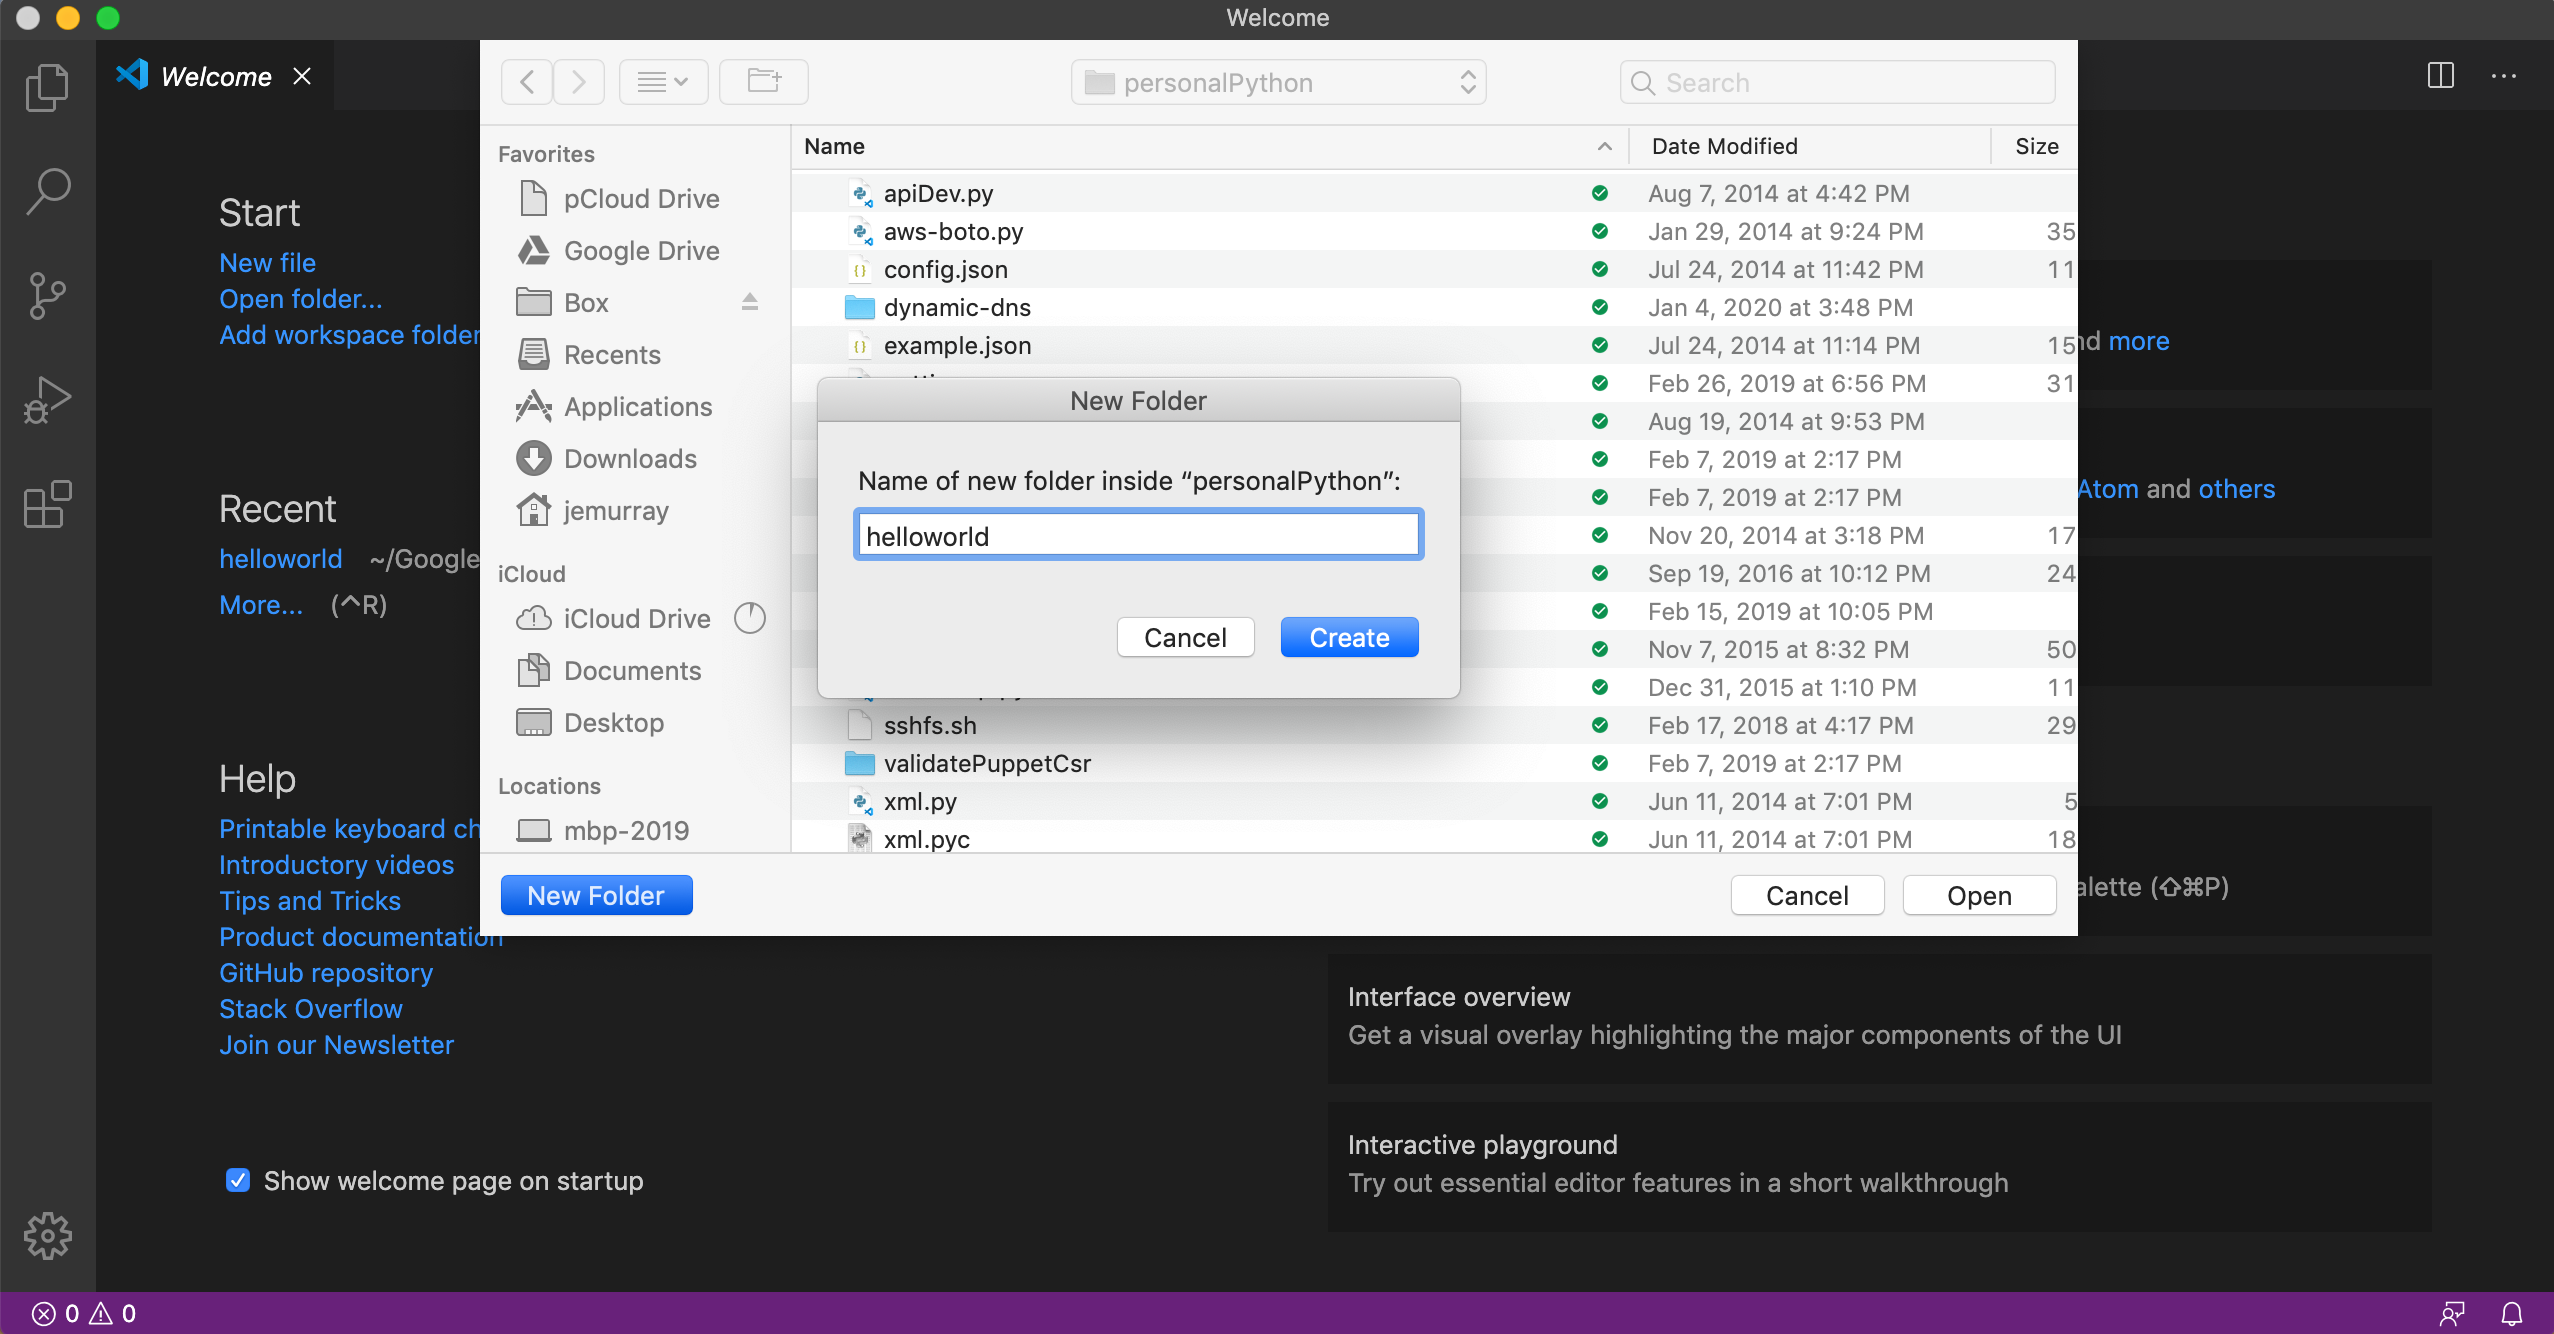 Welcome
Welcome
personalPython
Search
Favorites
pCloud Drive
Google Drive
Box
Recents
Applications
Downloads
jemurray
iCloud
iCloud Drive
Documents
Desktop
Locations
mbp-2019
Name Date Modified Size
apiDev.py Aug 7, 2014 at 4:42 PM
aws-boto.py Jan 29, 2014 at 9:24 PM 35
config.json Jul 24, 2014 at 11:42 PM 11
dynamic-dns Jan 4, 2020 at 3:48 PM
example.json Jul 24, 2014 at 11:14 PM 15
Feb 26, 2019 at 6:56 PM 31
Aug 19, 2014 at 9:53 PM
Feb 7, 2019 at 2:17 PM
Feb 7, 2019 at 2:17 PM
Nov 20, 2014 at 3:18 PM 17
Sep 19, 2016 at 10:12 PM 24
Feb 15, 2019 at 10:05 PM
Nov 7, 2015 at 8:32 PM 50
Dec 31, 2015 at 1:10 PM 11
sshfs.sh Feb 17, 2018 at 4:17 PM 29
validatePuppetCsr Feb 7, 2019 at 2:17 PM
xml.py Jun 11, 2014 at 7:01 PM 5
xml.pyc Jun 11, 2014 at 7:01 PM 18
New Folder
Name of new folder inside “personalPython”:
helloworld
Cancel Create
New Folder Cancel Open
Start
New file
Open folder...
Add workspace folder
Recent
helloworld ~/Google
More... (^R)
Help
Printable keyboard ch
Introductory videos
Tips and Tricks
Product documentation
GitHub repository
Stack Overflow
Join our Newsletter
Show welcome page on startup
more
Atom and others
alette (⇧⌘P)
Interface overview
Get a visual overlay highlighting the major components of the UI
Interactive playground
Try out essential editor features in a short walkthrough
0 0